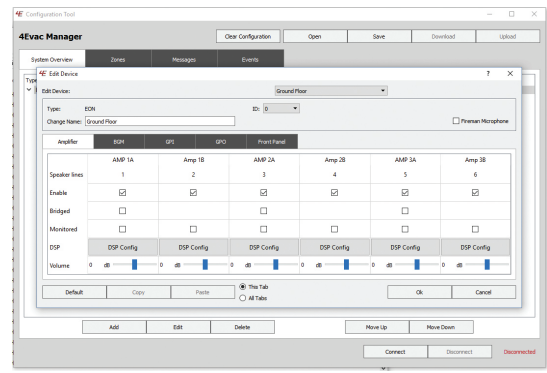 4E Configuration Tool
4Evac Manager
Clear Configuration Open Save Download Upload
System Overview Zones Messages Events
Type
4E Edit Device ? X
Edit Device: Ground Floor
Type: EON ID: 0
Change Name: Ground Floor Fireman Microphone
Amplifier BGM GPI GPO Front Panel
AMP 1A Amp 1B AMP 2A Amp 2B AMP 3A Amp 3B
Speaker lines 1 2 3 4 5 6
Enable
Bridged
Monitored
DSP DSP Config DSP Config DSP Config DSP Config DSP Config DSP Config
Volume 0 dB 0 dB 0 dB 0 dB 0 dB 0 dB
Default Copy Paste This Tab Ok Cancel
All Tabs
Add Edit Delete Move Up Move Down
Connect Disconnect Disconnected